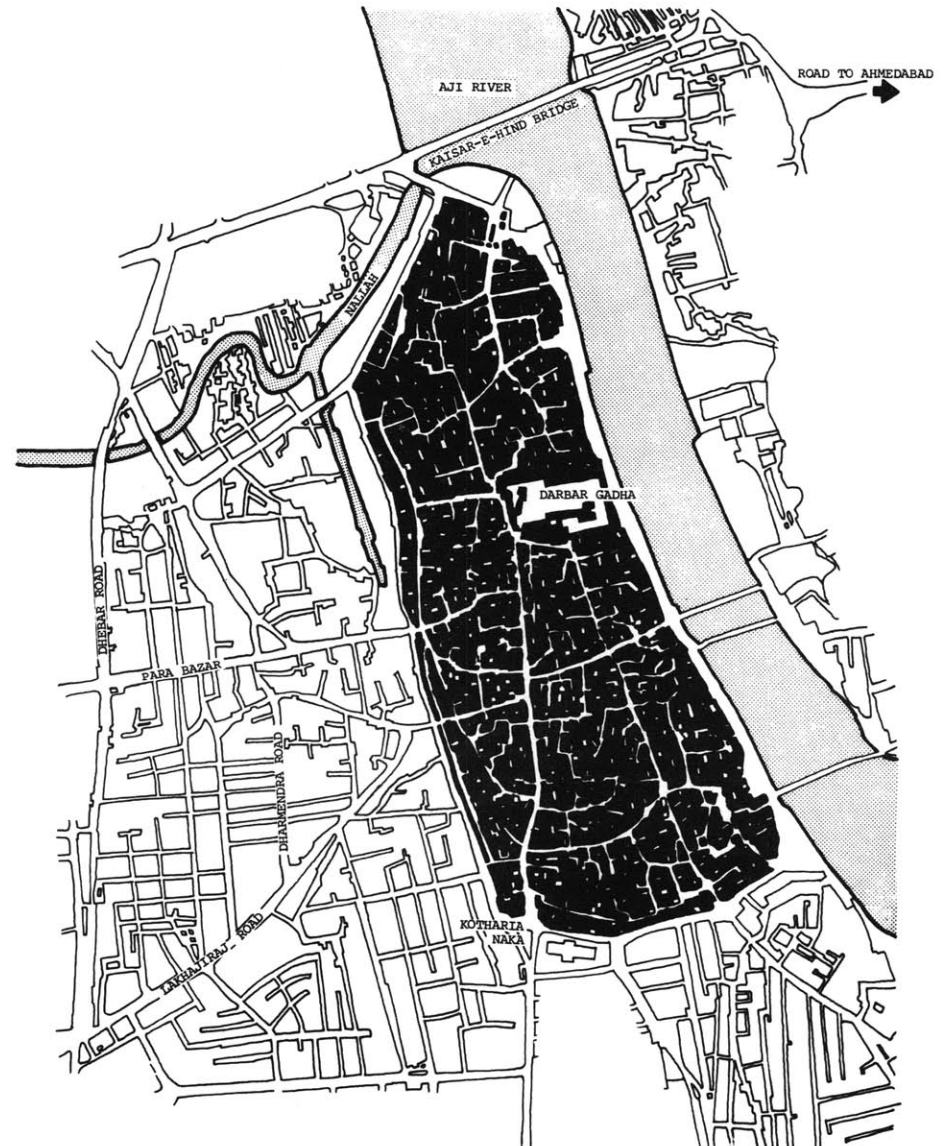 ROAD TO AHMEDABAD
AJI RIVER
KAISAR-E-HIND BRIDGE
NALLAH
DARBAR GADHA
DHEBAR ROAD
PARA BAZAR
DHARMENDRA ROAD
KOTHARIA
NAKA
LAKHAJIRAJ ROAD